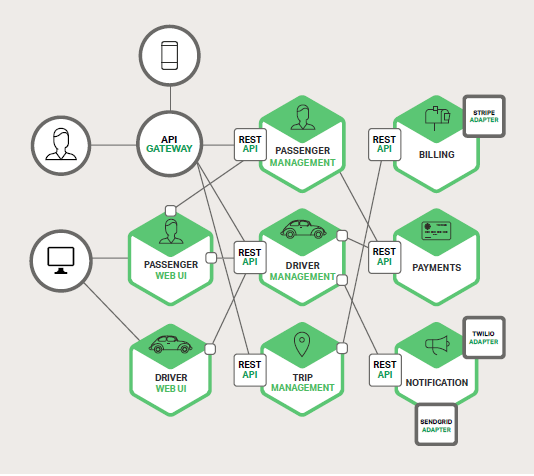 API
GATEWAY
REST
API
PASSENGER
MANAGEMENT
REST
API
BILLING
STRIPE
ADAPTER
PASSENGER
WEB UI
REST
API
DRIVER
MANAGEMENT
REST
API
PAYMENTS
DRIVER
WEB UI
REST
API
TRIP
MANAGEMENT
REST
API
NOTIFICATION
TWILIO
ADAPTER
SENDGRID
ADAPTER